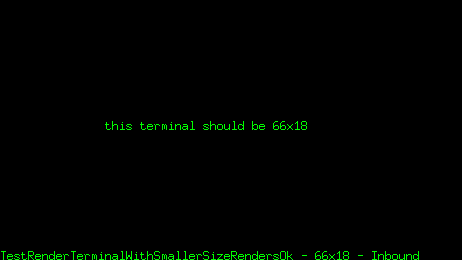 this terminal should be 66x18
TestRenderTerminalWithSmallerSizeRendersOk - 66x18 - Inbound